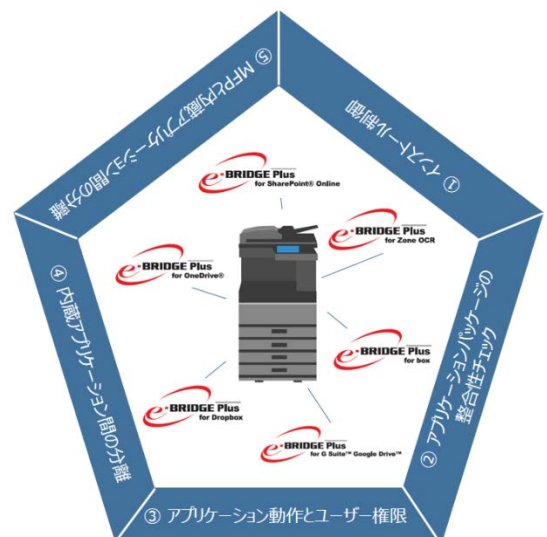 ① インストール制御
② アプリケーションパッケージの
整合性チェック
③ アプリケーション動作とユーザー権限
④ 内蔵アプリケーション間の分離
⑤ MFPと内蔵アプリケーション間の分離
e-BRIDGE Plus
for SharePoint® Online
e-BRIDGE Plus
for Zone OCR
e-BRIDGE Plus
for OneDrive®
e-BRIDGE Plus
for box
e-BRIDGE Plus
for Dropbox
e-BRIDGE Plus
for G Suite™ Google Drive™